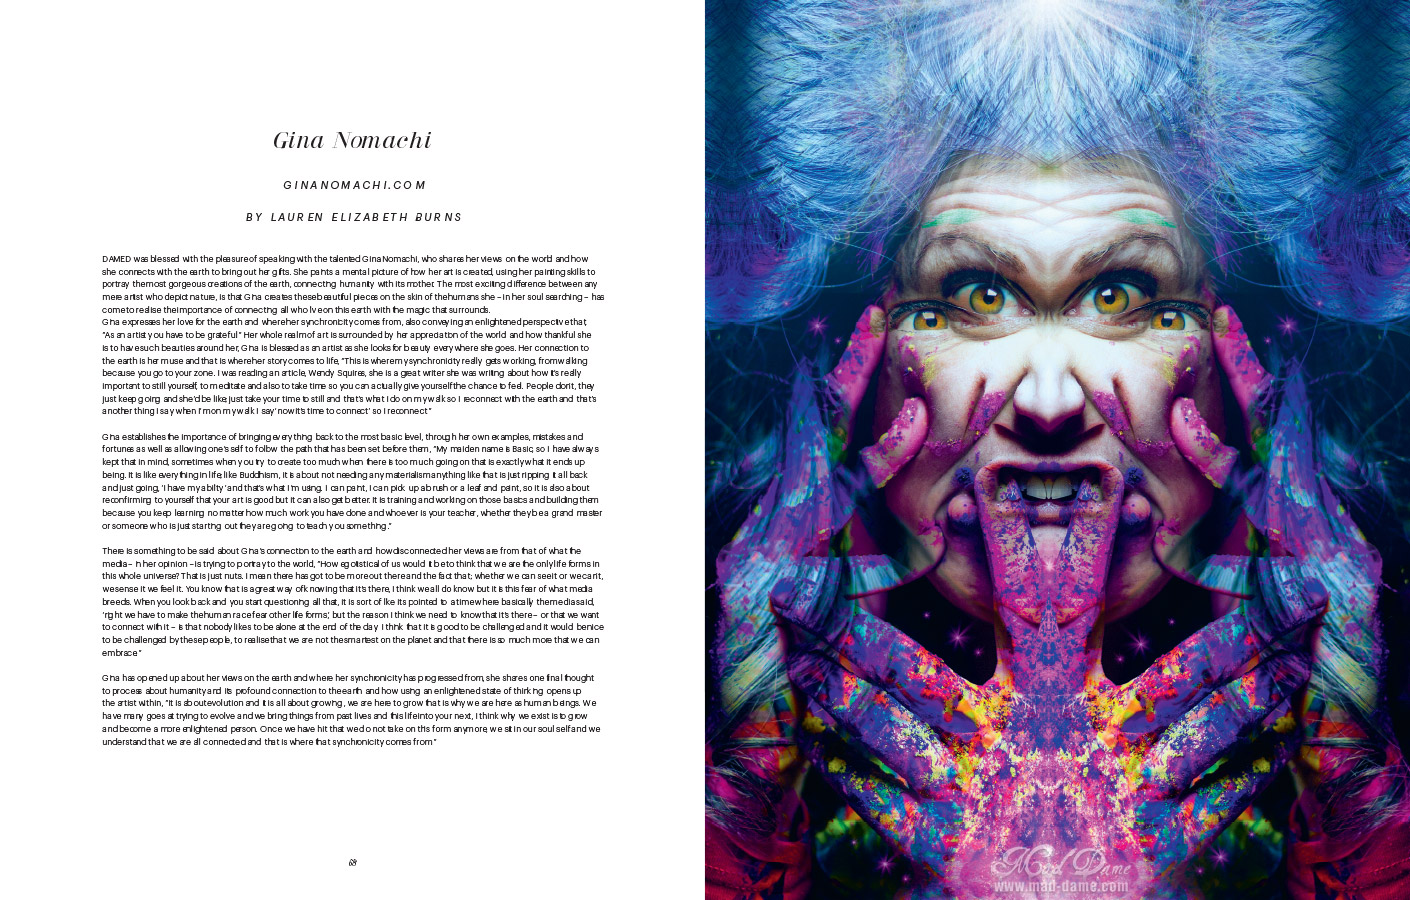 Gina Nomachi
GINANOMACHI.COM
BY LAUREN ELIZABETH BURNS
DAMED was blessed with the pleasure of speaking with the talented Gina Nomachi, who shares her views on the world and how
she connects with the earth to bring out her gifts. She paints a mental picture of how her art is created, using her painting skills to
portray the most gorgeous creations of the earth, connecting humanity with its mother. The most exciting difference between any
mere artist who depict nature, is that Gina creates these beautiful pieces on the skin of the humans she – in her soul searching – has
come to realise the importance of connecting all who live on this earth with the magic that surrounds.
Gina expresses her love for the earth and where her synchronicity comes from, also conveying an enlightened perspective that,
“As an artist you have to be grateful” Her whole realm of art is surrounded by her appreciation of the world and how thankful she
is to have such beauties around her, Gina is blessed as an artist as she looks for beauty everywhere she goes. Her connection to
the earth is her muse and that is where her story comes to life, “This is where my synchronicity really gets working, from walking
because you go to your zone. I was reading an article, Wendy Squires, she is a great writer she was writing about how it's really
important to still yourself, to meditate and also to take time so you can actually give yourself the chance to feel. People don't, they
just keep going and she'd be like, just take your time to still and that's what I do on my walk so I reconnect with the earth and that's
another thing I say when I'm on my walk I say 'now it's time to connect' so I reconnect”
Gina establishes the importance of bringing everything back to the most basic level, through her own examples, mistakes and
fortunes as well as allowing one's self to follow the path that has been set before them, “My maiden name is Basic, so I have always
kept that in mind, sometimes when you try to create too much when there is too much going on that is exactly what it ends up
being. It is like everything in life, like Buddhism, it is about not needing any materialism anything like that is just ripping it all back
and just going, 'I have my ability' and that's what I'm using. I can paint, I can pick up a brush or a leaf and paint, so it is also about
reconfirming to yourself that your art is good but it can also get better. It is training and working on those basics and building them
because you keep learning no matter how much work you have done and whoever is your teacher, whether they be a grand master
or someone who is just starting out they are going to teach you something.”
There is something to be said about Gina's connection to the earth and how disconnected her views are from that of what the
media – in her opinion – is trying to portray to the world, “How egotistical of us would it be to think that we are the only life forms in
this whole universe? That is just nuts. I mean there has got to be more out there and the fact that; whether we can see it or we can't,
we sense it we feel it. You know that is a great way of knowing that it's there, I think we all do know but it is this fear of what media
breeds. When you look back and you start questioning all that, it is sort of like its pointed to a time where basically the media said,
'right we have to make the human race fear other life forms', but the reason I think we need to know that it's there – or that we want
to connect with it – is that nobody likes to be alone at the end of the day. I think that it is good to be challenged and it would be nice
to be challenged by these people, to realise that we are not the smartest on the planet and that there is so much more that we can
embrace”
Gina has opened up about her views on the earth and where her synchronicity has progressed from, she shares one final thought
to process about humanity and its profound connection to the earth and how using an enlightened state of thinking opens up
the artist within, “It is about evolution and it is all about growing, we are here to grow that is why we are here as human beings. We
have many goes at trying to evolve and we bring things from past lives and this life into your next, I think why we exist is to grow
and become a more enlightened person. Once we have hit that we do not take on this form anymore, we sit in our soul self and we
understand that we are all connected and that is where that synchronicity comes from”
Mad Dame
www.mad-dame.com